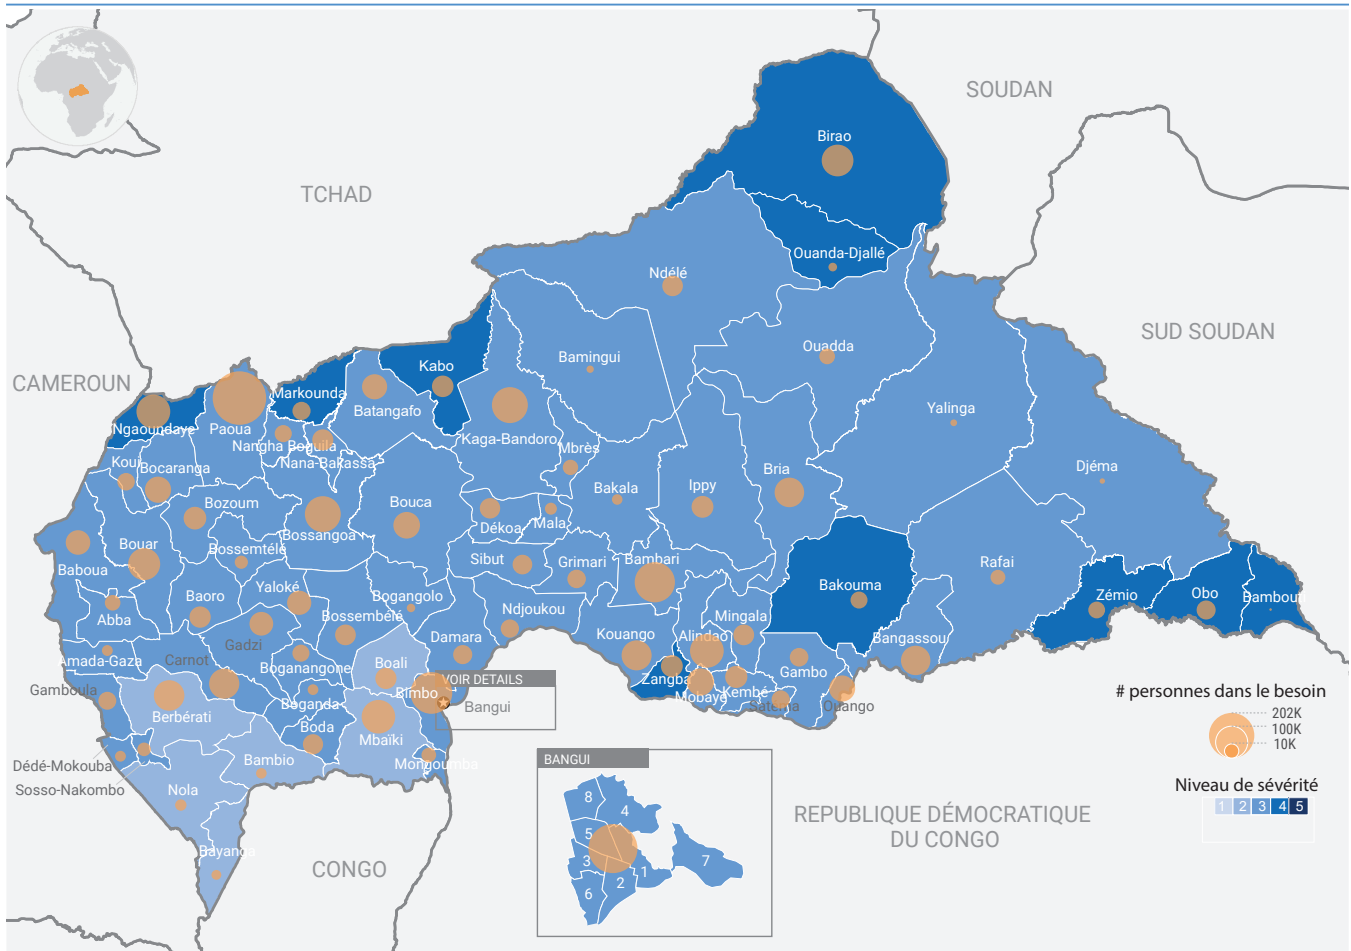 SOUDAN
Birao
TCHAD
Ouanda-Djallé
Ndélé
SUD SOUDAN
Ouadda
Bamingui
Kabo
CAMEROUN
Markounda
Batangafo
Yalinga
Ngaoundaye
Paoua
Kaga-Bandoro
Nangha Boguila
Mbrès
Koui
Nana-Bakassa
Bocaranga
Djéma
Bria
Bakala
Ippy
Bozoum
Bouca
Dékoa
Mala
Bossangoa
Bouar
Bossemtélé
Sibut
Grimari
Bambari
Baboua
Rafai
Yaloké
Bakouma
Baoro
Bogangolo
Zémio
Obo
Bambouti
Abba
Ndjoukou
Bossembélé
Mingala
Damara
Kouango
Alindao
Bangassou
Gadzi
Amada-Gaza
Carnot
Boganangone
Boali
Gambo
Zangba
VOIR DETAILS
Gamboula
Boganda
Bimbo
Mobaye
Kembé
Satema
Ouango
Bangui
Berbérati
Boda
Mbaïki
# personnes dans le besoin
202K
100K
10K
Dédé-Mokouba
Bambio
Mongoumba
BANGUI
Sosso-Nakombo
Nola
Niveau de sévérité
1 2 3 4 5
8
4
REPUBLIQUE DÉMOCRATIQUE
DU CONGO
5
Bayanga
3
1
7
CONGO
2
6